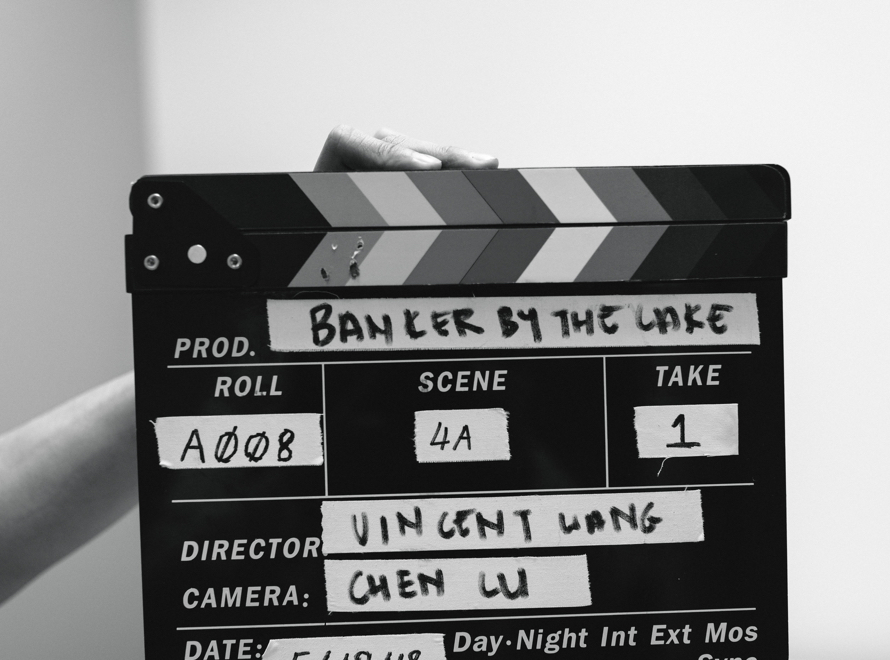 PROD. BANKER BY THE LAKE
ROLL SCENE TAKE
AØØ8 4A 1
DIRECTOR: VINCENT WANG
CAMERA: CHEN LU
DATE: Day·Night Int Ext Mos
Sync